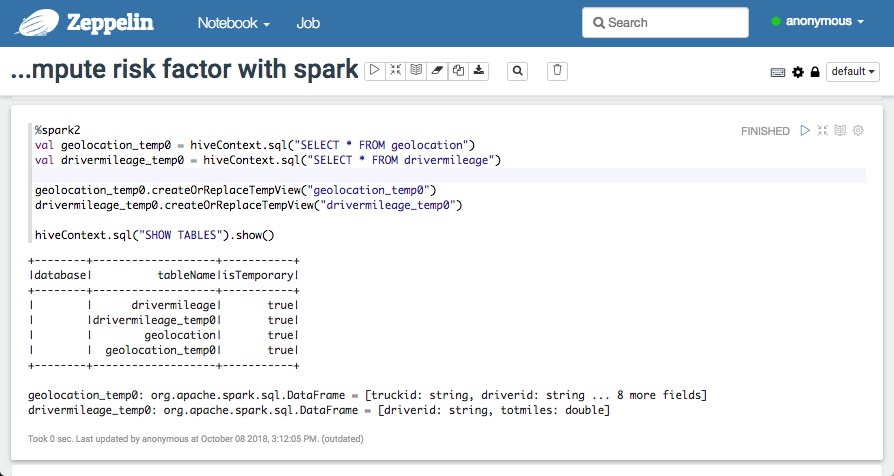 Zeppelin Notebook Job Search anonymous
...mpute risk factor with spark default
%spark2 FINISHED
val geolocation_temp0 = hiveContext.sql("SELECT * FROM geolocation")
val drivermileage_temp0 = hiveContext.sql("SELECT * FROM drivermileage")
geolocation_temp0.createOrReplaceTempView("geolocation_temp0")
drivermileage_temp0.createOrReplaceTempView("drivermileage_temp0")
hiveContext.sql("SHOW TABLES").show()
+--------+-------------------+-----------+
|database|          tableName|isTemporary|
+--------+-------------------+-----------+
|        |      drivermileage|       true|
|        |drivermileage_temp0|       true|
|        |        geolocation|       true|
|        |  geolocation_temp0|       true|
+--------+-------------------+-----------+
geolocation_temp0: org.apache.spark.sql.DataFrame = [truckid: string, driverid: string ... 8 more fields]
drivermileage_temp0: org.apache.spark.sql.DataFrame = [driverid: string, totmiles: double]
Took 0 sec. Last updated by anonymous at October 08 2018, 3:12:05 PM. (outdated)